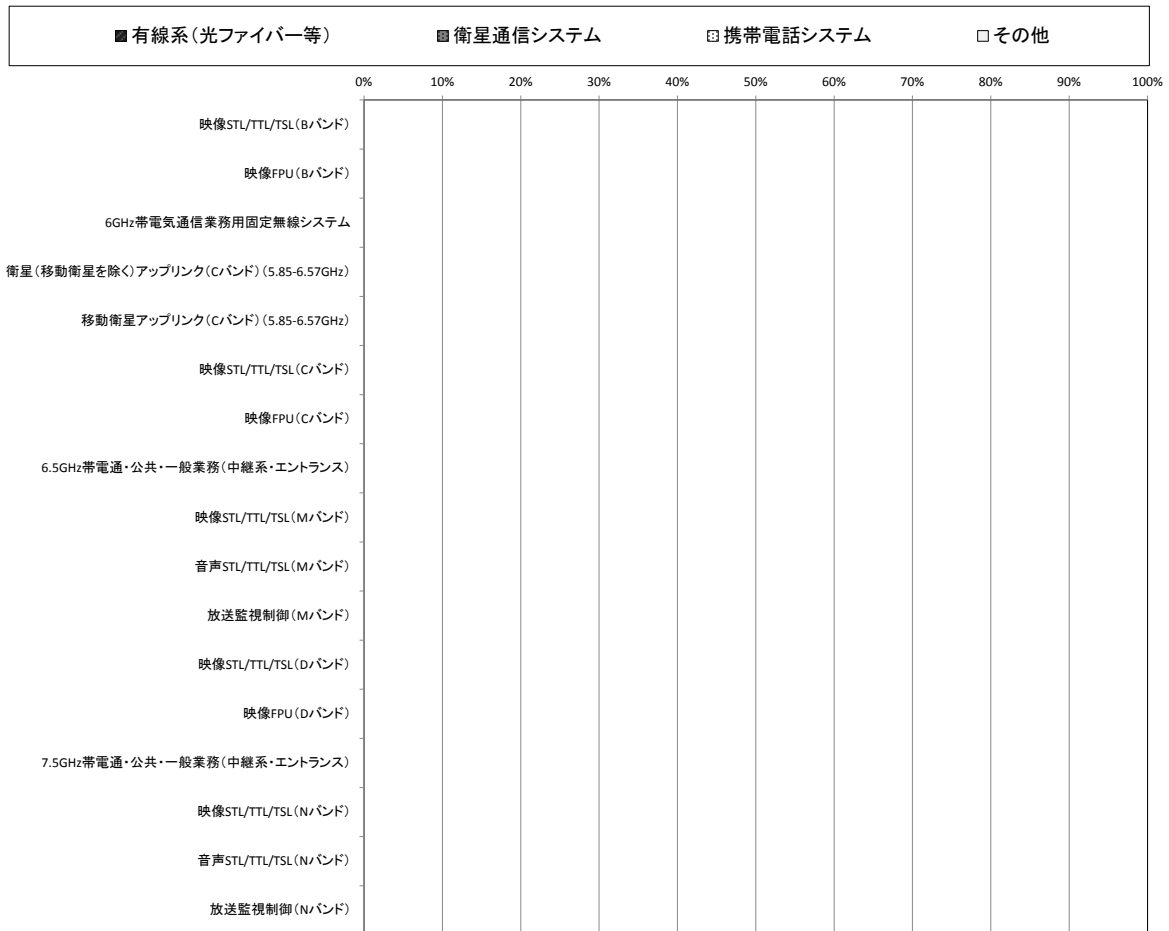 有線系(光ファイバー等) 衛星通信システム 携帯電話システム その他
0% 10% 20% 30% 40% 50% 60% 70% 80% 90% 100%
映像STL/TTL/TSL(Bバンド)
映像FPU(Bバンド)
6GHz帯電気通信業務用固定無線システム
衛星(移動衛星を除く)アップリンク(Cバンド)(5.85-6.57GHz)
移動衛星アップリンク(Cバンド)(5.85-6.57GHz)
映像STL/TTL/TSL(Cバンド)
映像FPU(Cバンド)
6.5GHz帯電通・公共・一般業務(中継系・エントランス)
映像STL/TTL/TSL(Mバンド)
音声STL/TTL/TSL(Mバンド)
放送監視制御(Mバンド)
映像STL/TTL/TSL(Dバンド)
映像FPU(Dバンド)
7.5GHz帯電通・公共・一般業務(中継系・エントランス)
映像STL/TTL/TSL(Nバンド)
音声STL/TTL/TSL(Nバンド)
放送監視制御(Nバンド)